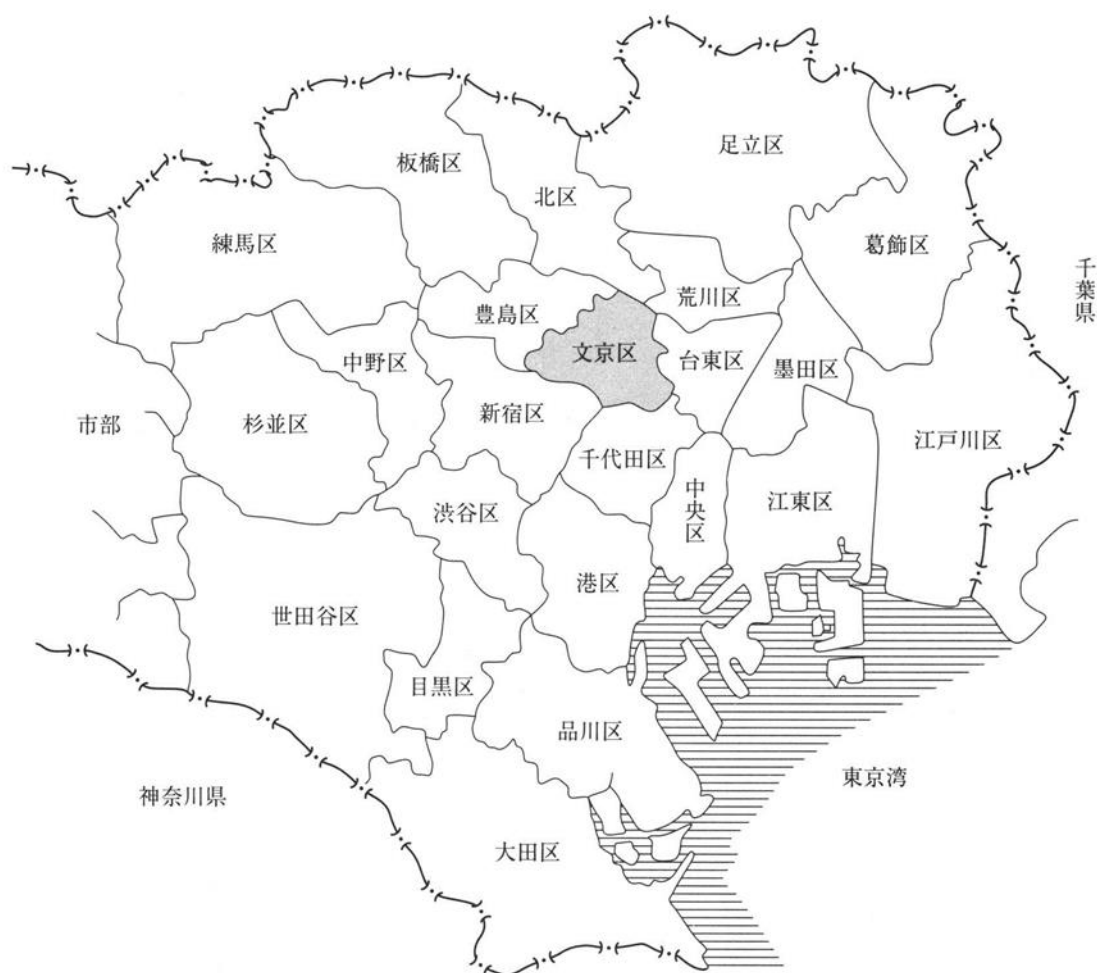 足立区
板橋区
北区
葛飾区
練馬区
千葉県
荒川区
豊島区
文京区
台東区
中野区
墨田区
市部
杉並区
新宿区
江戸川区
千代田区
中央区
江東区
渋谷区
港区
世田谷区
目黒区
品川区
東京湾
神奈川県
大田区